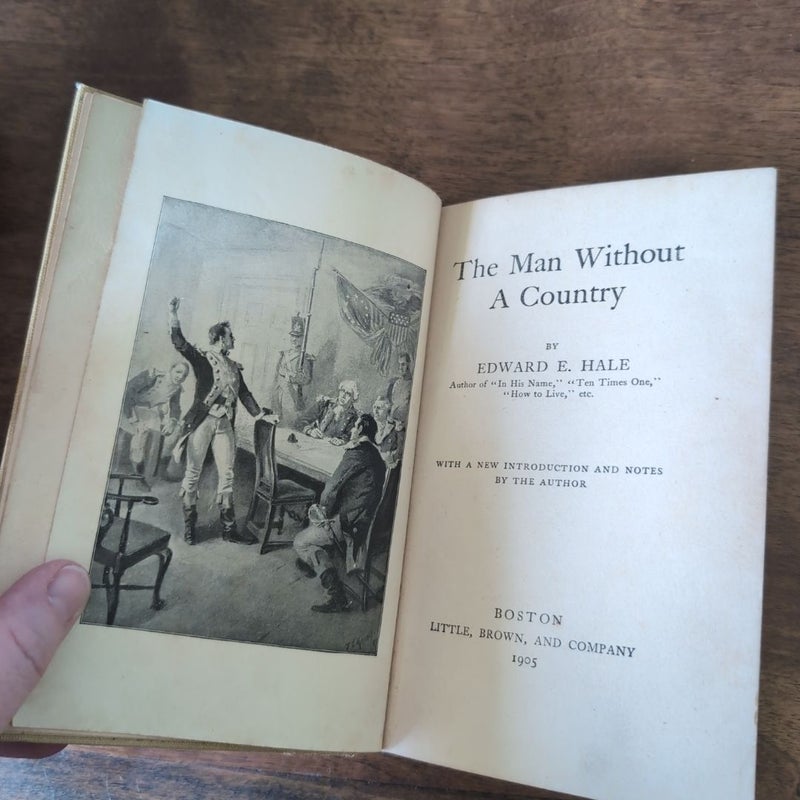 The Man Without
A Country
BY
EDWARD E. HALE
Author of “In His Name,” “Ten Times One,”
“How to Live,” etc.
WITH A NEW INTRODUCTION AND NOTES
BY THE AUTHOR
BOSTON
LITTLE, BROWN, AND COMPANY
1905